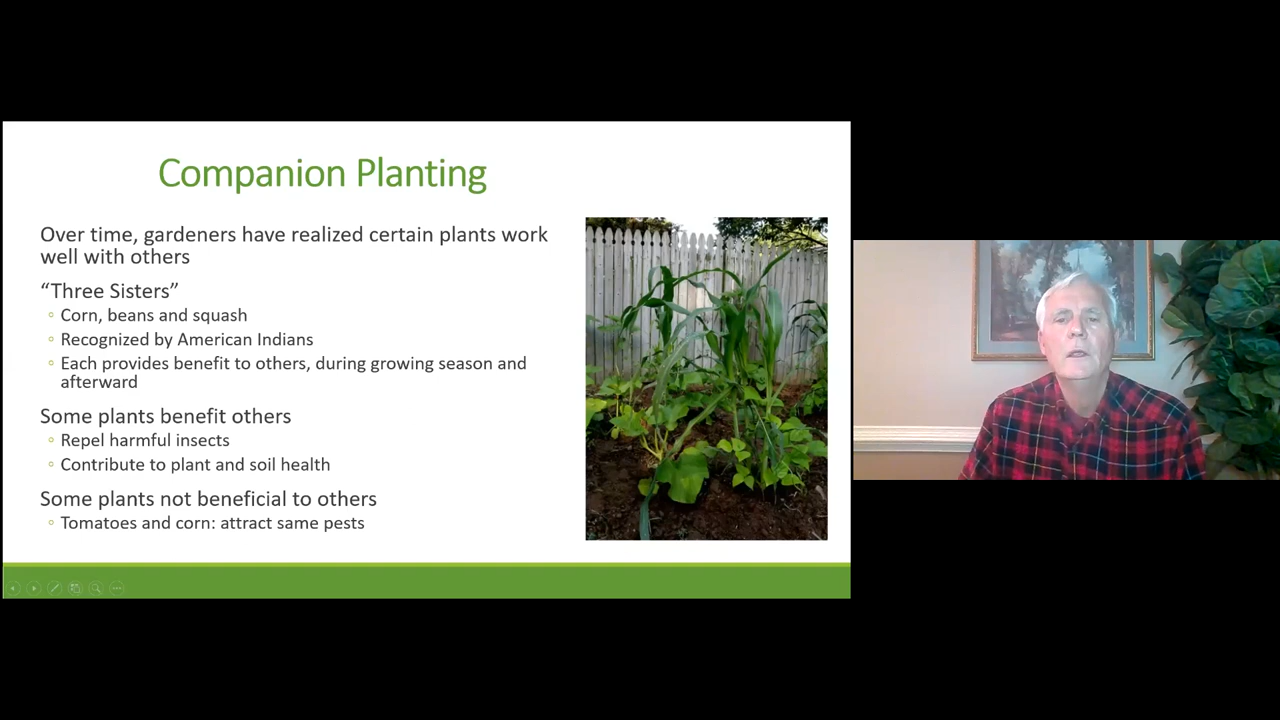 Companion Planting
Over time, gardeners have realized certain plants work
well with others
“Three Sisters”
Corn, beans and squash
Recognized by American Indians
Each provides benefit to others, during growing season and
afterward
Some plants benefit others
Repel harmful insects
Contribute to plant and soil health
Some plants not beneficial to others
Tomatoes and corn: attract same pests